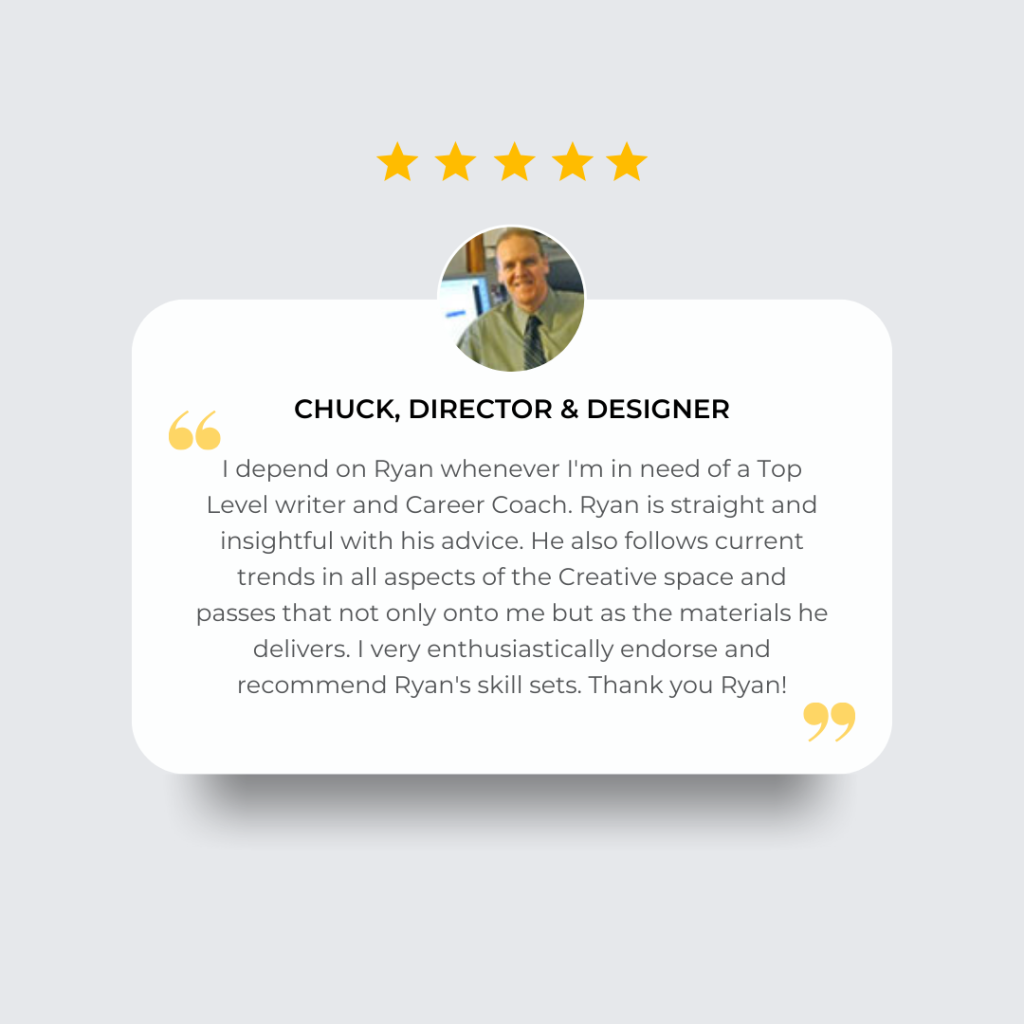 CHUCK, DIRECTOR & DESIGNER
“
I depend on Ryan whenever I'm in need of a Top
Level writer and Career Coach. Ryan is straight and
insightful with his advice. He also follows current
trends in all aspects of the Creative space and
passes that not only onto me but as the materials he
delivers. I very enthusiastically endorse and
recommend Ryan's skill sets. Thank you Ryan!
”